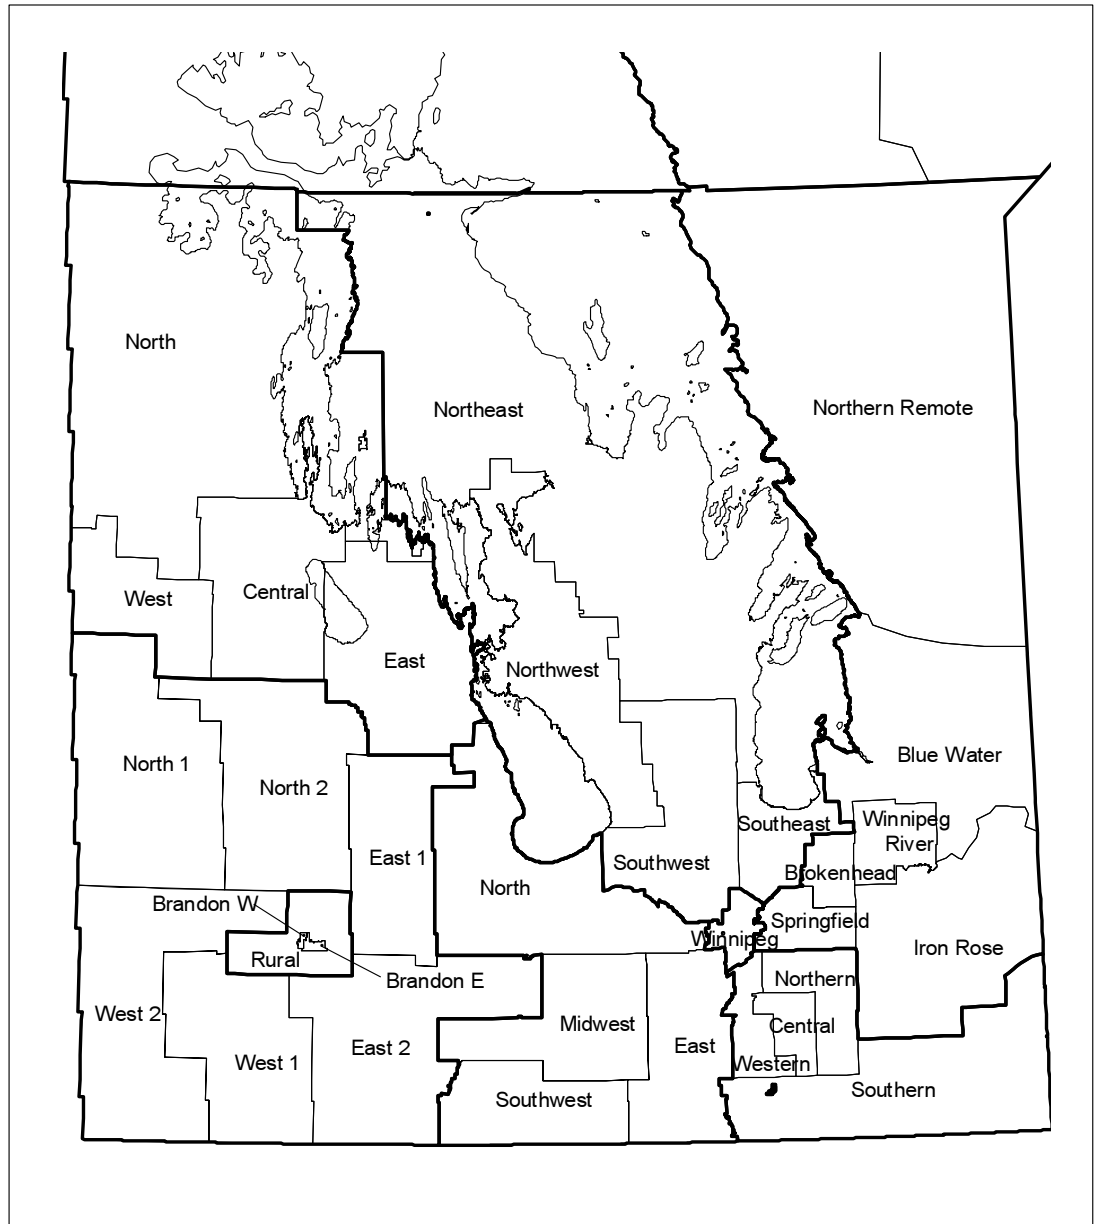 North
Northeast
Northern Remote
West
Central
East
Northwest
North 1
North 2
Blue Water
East 1
Southeast
Winnipeg
River
Southwest
Brokenhead
North
Brandon W
Springfield
Winnipeg
Iron Rose
Rural
Brandon E
Northern
West 2
Midwest
Central
East 2
East
West 1
Western
Southwest
Southern